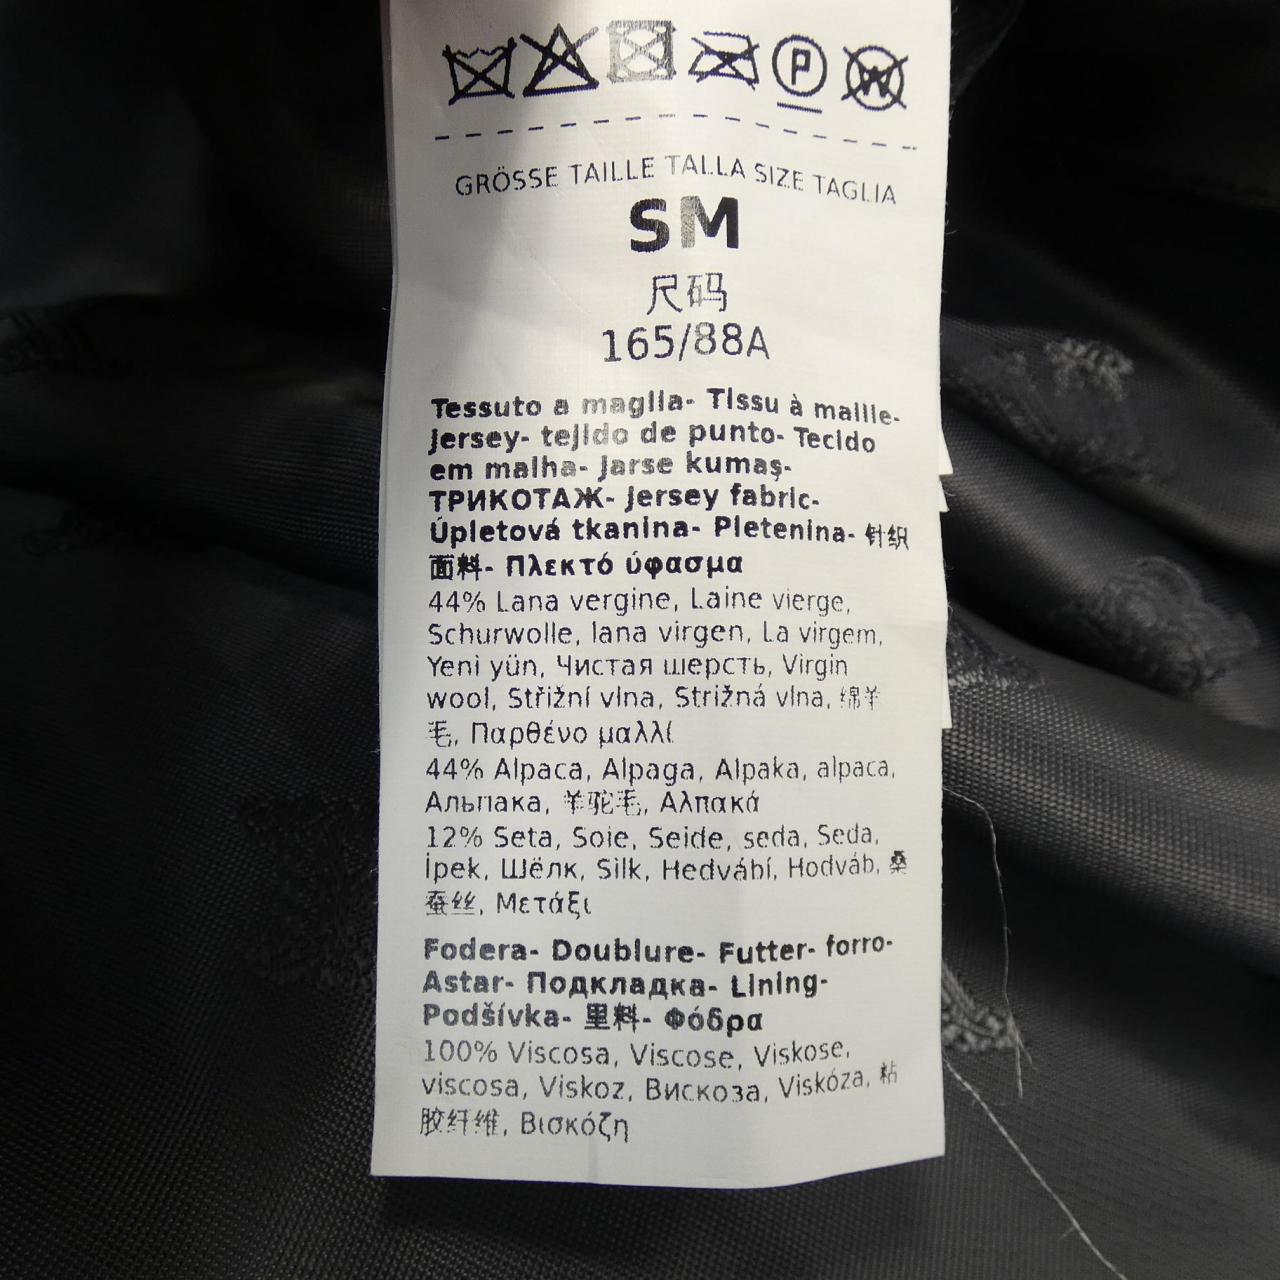 P
W
GRÖSSE TAILLE TALLA SIZE TAGLIA
SM
尺码
165/88A
Tessuto a maglia- Tissu à maille-
Jersey- tejido de punto- Tecido
em malha- Jarse kumaş-
ТРИКОТАЖ- Jersey fabric-
Úpletová tkanina- Pletenina- 针织
面料- Πλεκτό ύφασμα
44% Lana vergine, Laine vierge,
Schurwolle, lana virgen, La virgem,
Yeni yün, Чистая шерсть, Virgin
wool, Střižní vlna, Strižná vlna, 绵羊
毛, Παρθένο μαλλί
44% Alpaca, Alpaga, Alpaka, alpaca,
Альпака, 羊驼毛, Αλπακά
12% Seta, Soie, Seide, seda, Seda,
İpek, Шёлк, Silk, Hedvábí, Hodváb, 桑
蚕丝, Μετάξι
Fodera- Doublure- Futter- forro-
Astar- Подкладка- Lining-
Podšívka- 里料- Φόδρα
100% Viscosa, Viscose, Viskose,
viscosa, Viskoz, Вискоза, Viskóza, 粘
胶纤维, Βισκόζη